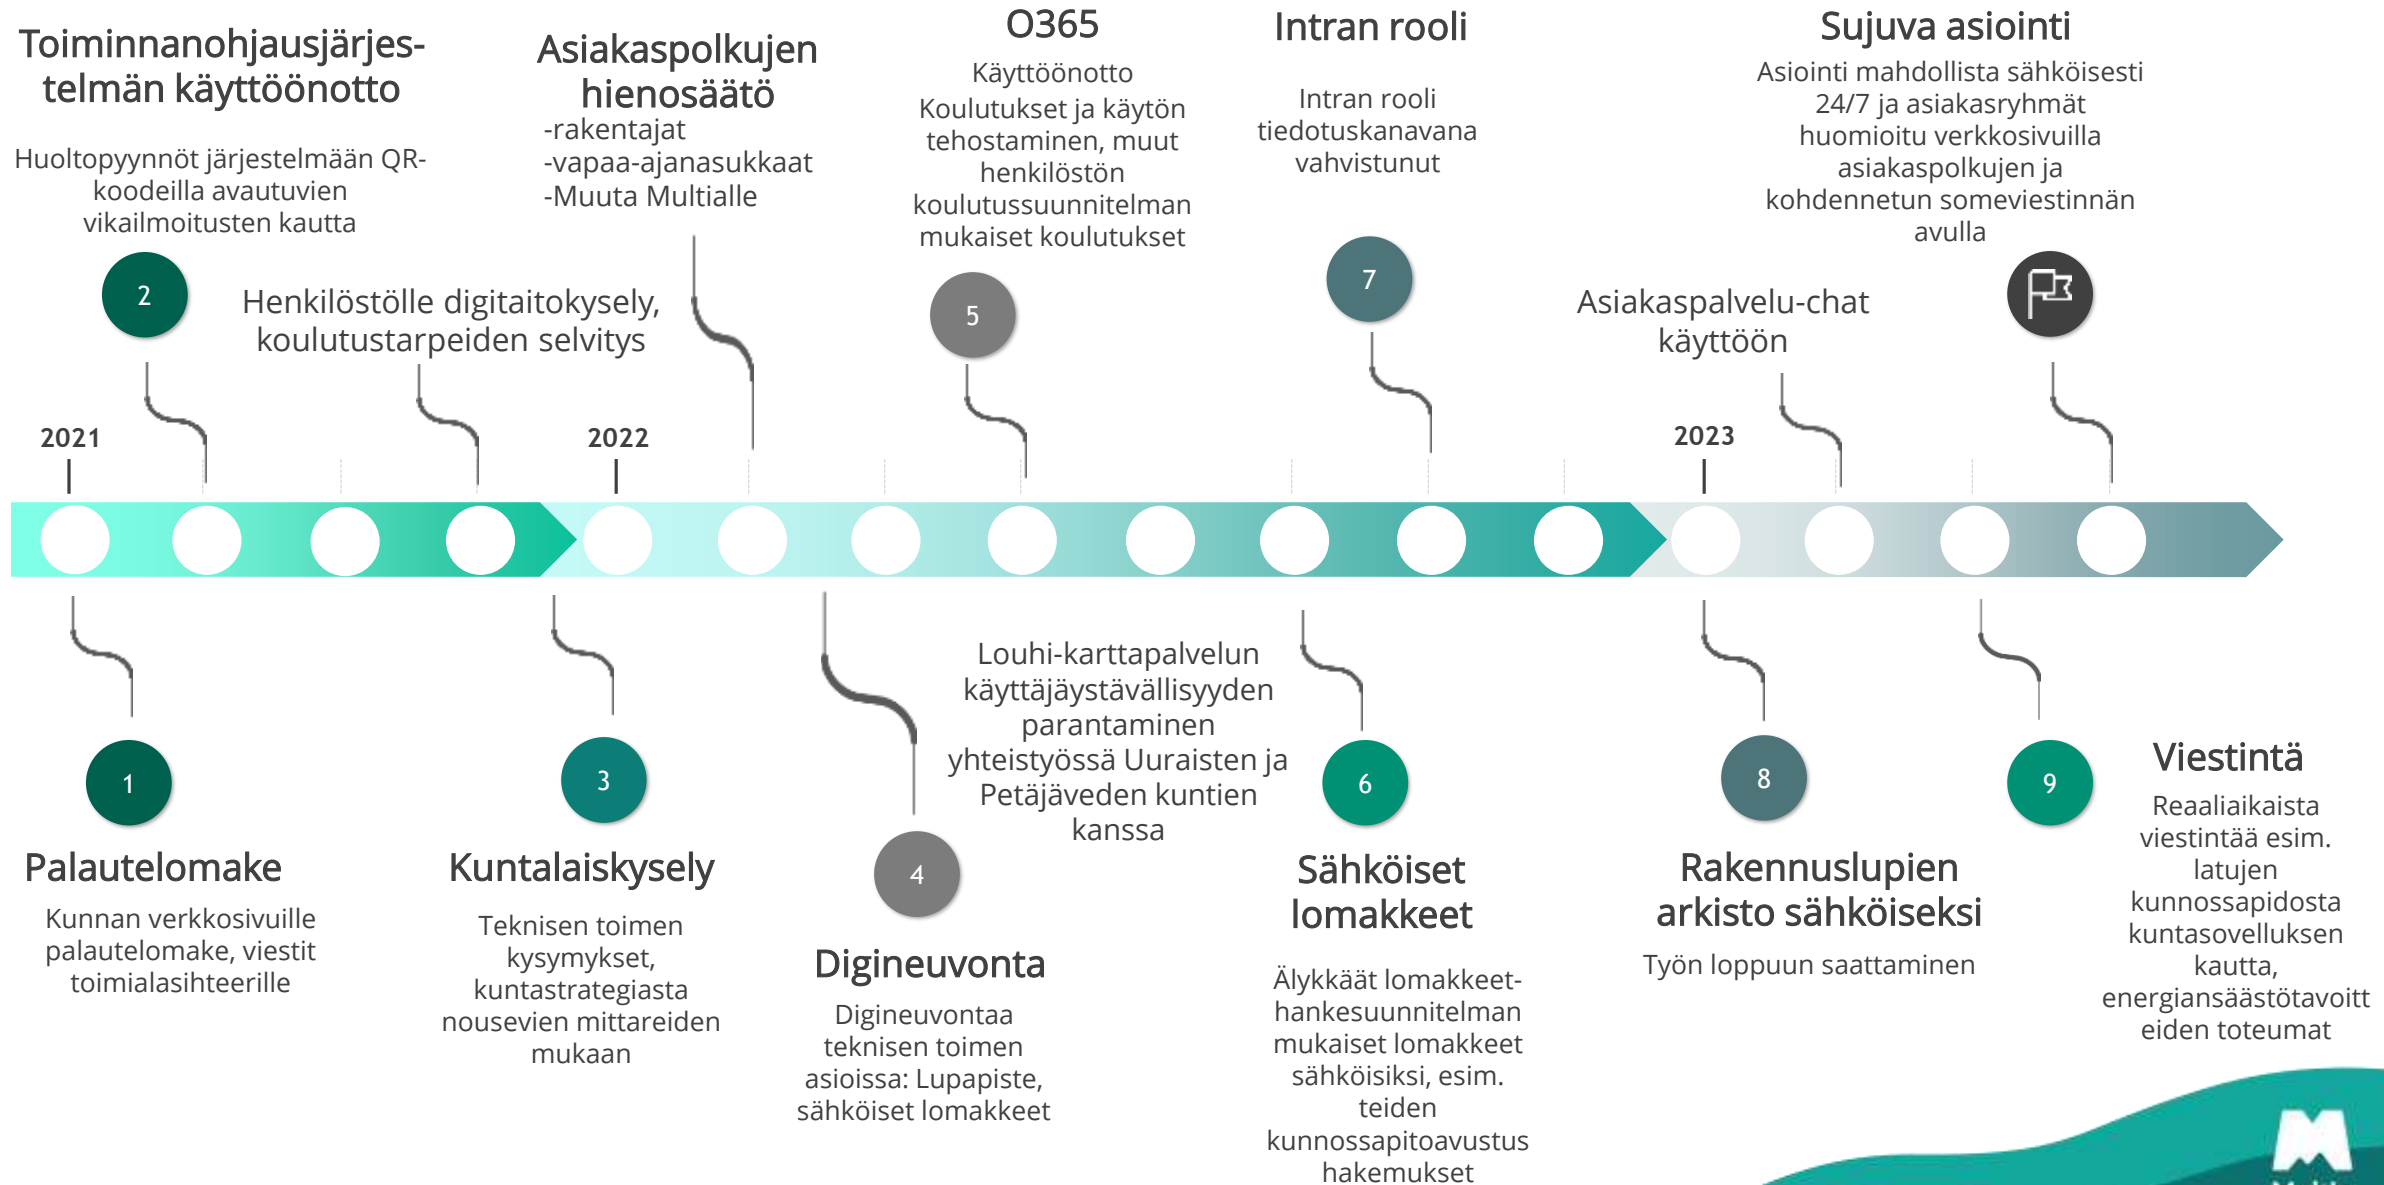 Toiminnanohjausjärjes-
telmän käyttöönotto
Huoltopyynnöt järjestelmään QR-
koodeilla avautuvien
vikailmoitusten kautta
2
Henkilöstölle digitaitokysely,
koulutustarpeiden selvitys
Asiakaspolkujen
hienosäätö
-rakentajat
-vapaa-ajanasukkaat
-Muuta Multialle
O365
Käyttöönotto
Koulutukset ja käytön
tehostaminen, muut
henkilöstön
koulutussuunnitelman
mukaiset koulutukset
5
Intran rooli
Intran rooli
tiedotuskanavana
vahvistunut
7
Asiakaspalvelu-chat
käyttöön
Sujuva asiointi
Asiointi mahdollista sähköisesti
24/7 ja asiakasryhmät
huomioitu verkkosivuilla
asiakaspolkujen ja
kohdennetun someviestinnän
avulla
2021
2022
2023
1
Palautelomake
Kunnan verkkosivuille
palautelomake, viestit
toimialasihteerille
3
Kuntalaiskysely
Teknisen toimen
kysymykset,
kuntastrategiasta
nousevien mittareiden
mukaan
4
Digineuvonta
Digineuvontaa
teknisen toimen
asioissa: Lupapiste,
sähköiset lomakkeet
Louhi-karttapalvelun
käyttäjäystävällisyyden
parantaminen
yhteistyössä Uuraisten ja
Petäjäveden kuntien
kanssa
6
Sähköiset
lomakkeet
Älykkäät lomakkeet-
hankesuunnitelman
mukaiset lomakkeet
sähköisiksi, esim.
teiden
kunnossapitoavustus
hakemukset
8
Rakennuslupien
arkisto sähköiseksi
Työn loppuun saattaminen
9
Viestintä
Reaaliaikaista
viestintää esim.
latujen
kunnossapidosta
kuntasovelluksen
kautta,
energiansäästötavoitt
eiden toteumat